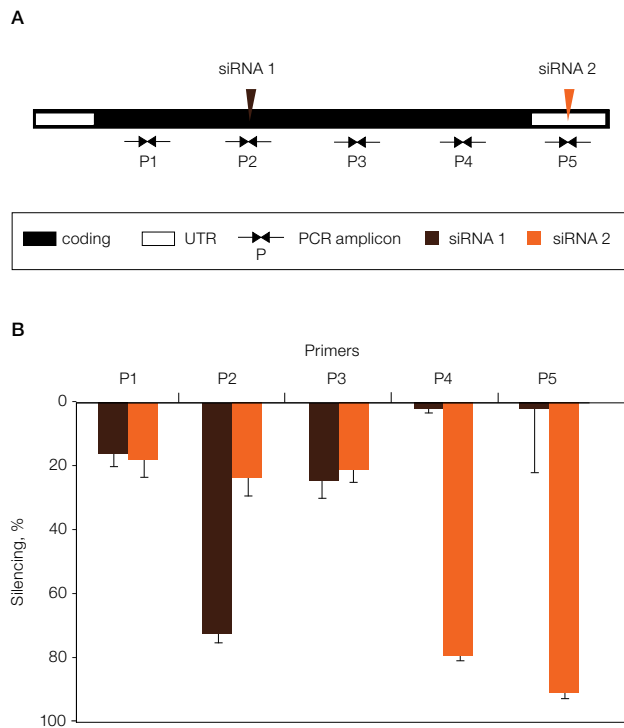 A
siRNA 1 siRNA 2
P1 P2 P3 P4 P5
coding UTR PCR amplicon siRNA 1 siRNA 2
P
B
Primers
P1 P2 P3 P4 P5
0
20
40
60
80
100
Silencing, %